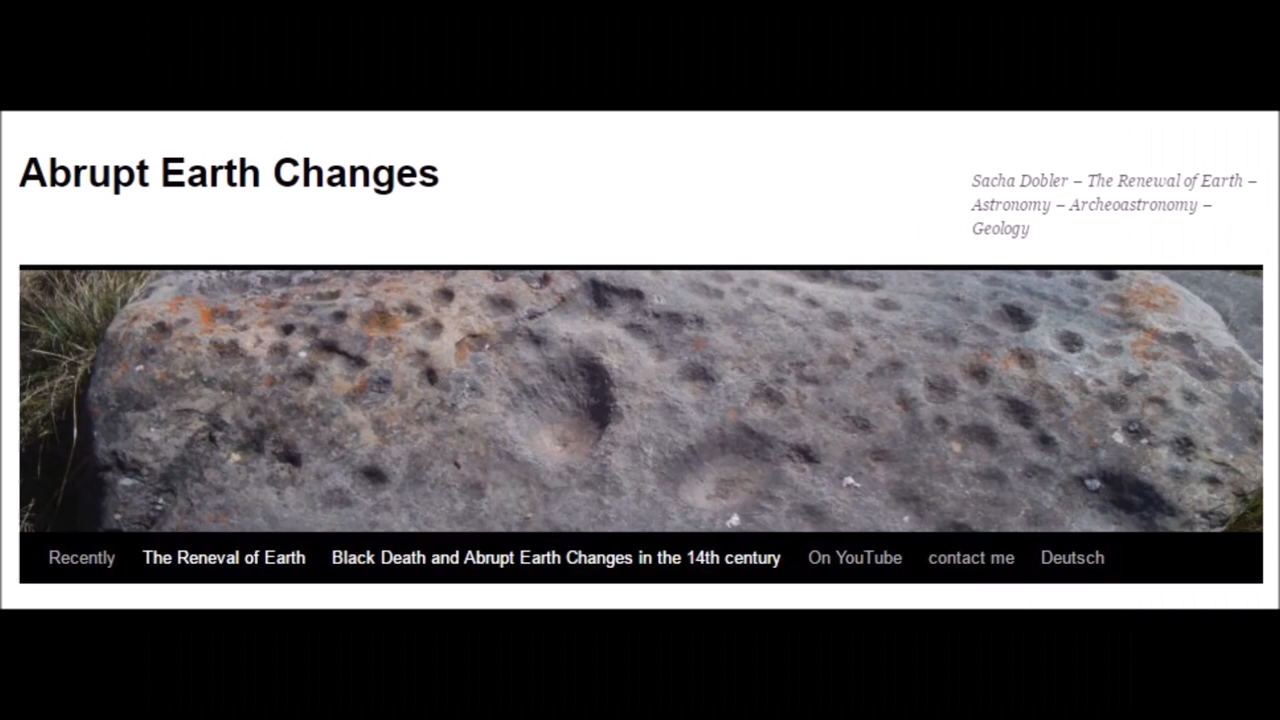 Abrupt Earth Changes
Sacha Dobler – The Renewal of Earth –
Astronomy – Archeoastronomy –
Geology
Recently The Reneval of Earth Black Death and Abrupt Earth Changes in the 14th century On YouTube contact me Deutsch